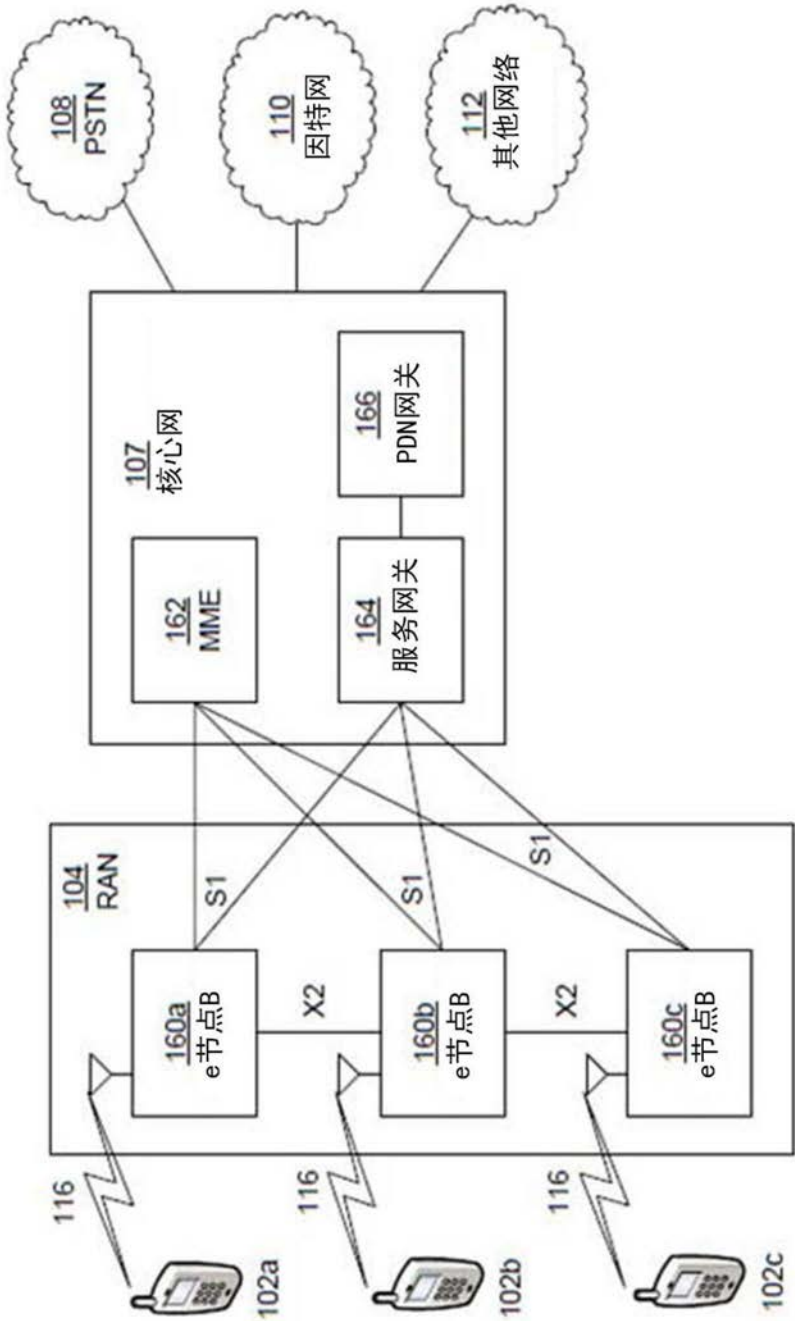 108
PSTN
110
因特网
112
其他网络
107
核心网
162
MME
166
PDN网关
164
服务网关
104
RAN
S1
S1
S1
160a
e节点B
X2
160b
e节点B
X2
160c
e节点B
116
116
116
102a
102b
102c